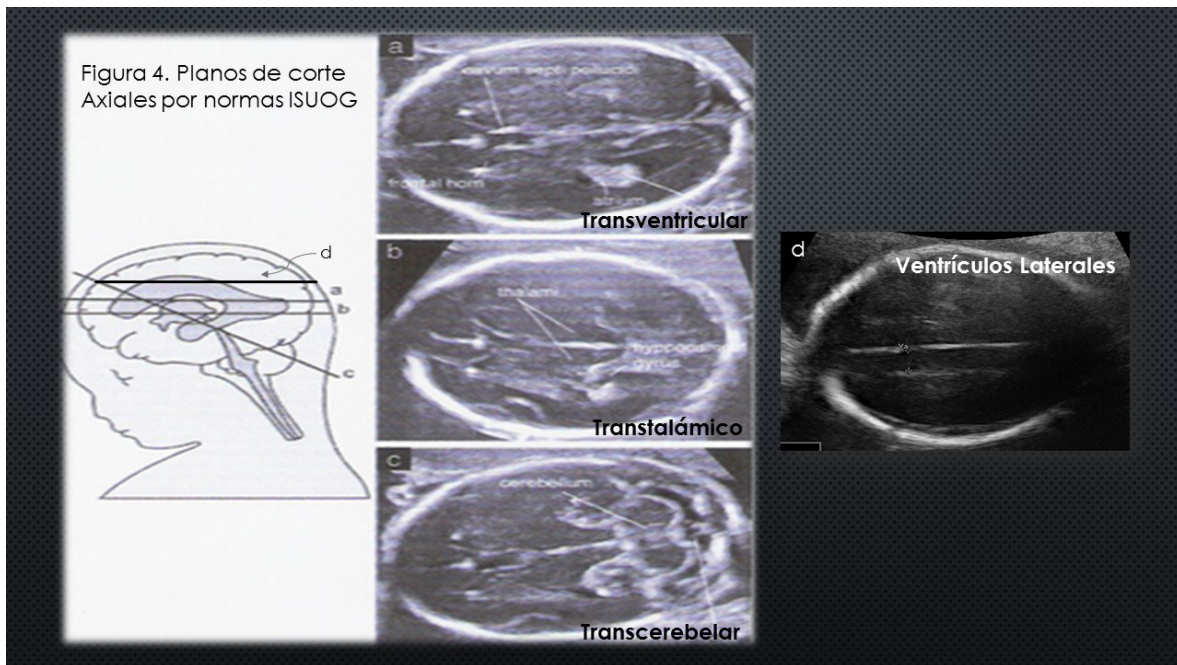 Figura 4. Planos de corte
Axiales por normas ISUOG
d
a
b
c
a
cavum septi pellucidi
frontal horn
atrium
Transventricular
b
thalami
gyrus
Transtalámico
c
cerebellum
Transcerebelar
d
Ventrículos Laterales